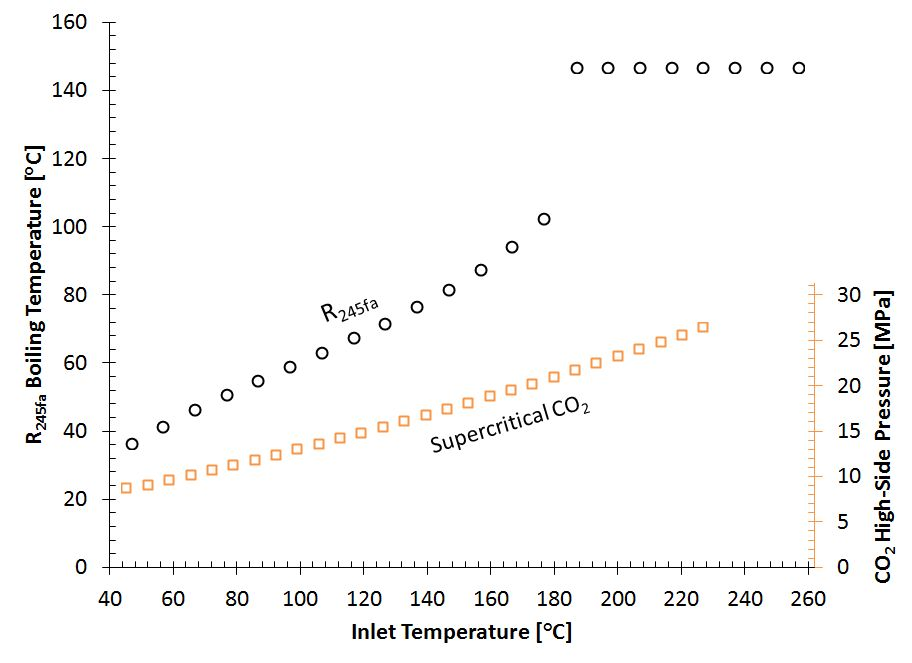 160
140
120
100
80
60
40
20
0
R245fa Boiling Temperature [°C]
R245fa
Supercritical CO2
30
25
20
15
10
5
0
CO2 High-Side Pressure [MPa]
40 60 80 100 120 140 160 180 200 220 240 260
Inlet Temperature [°C]